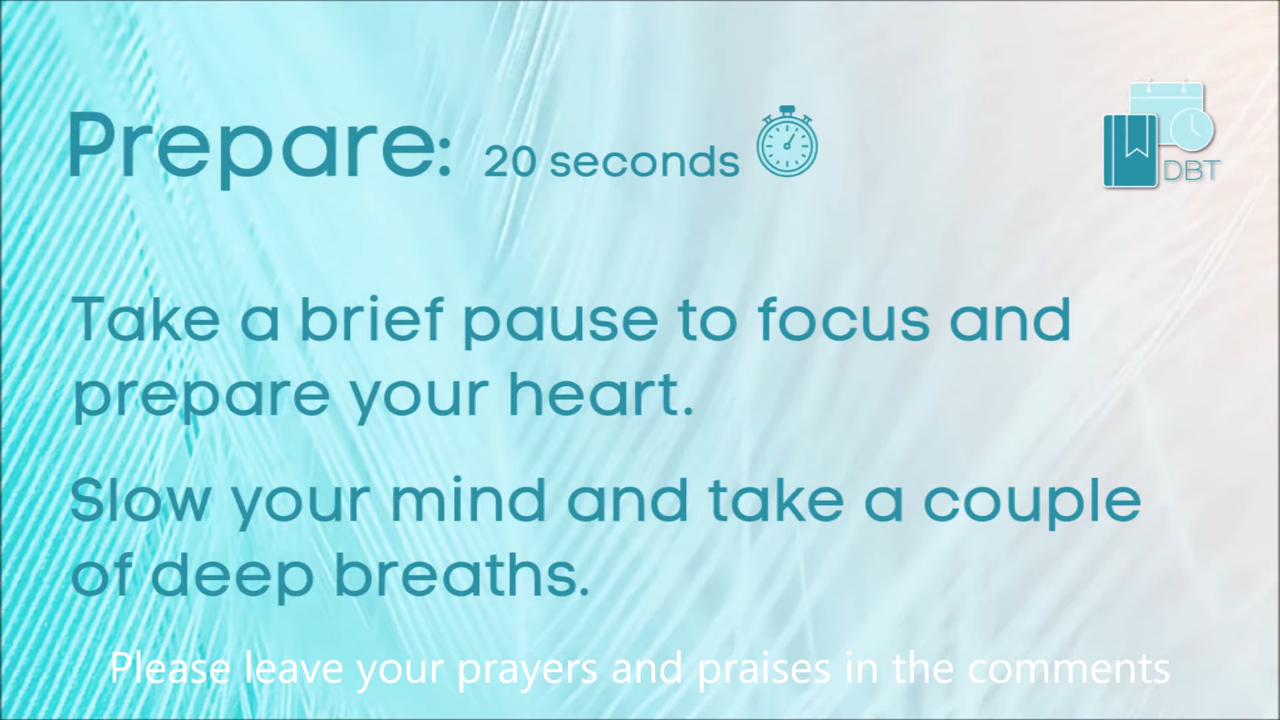 Prepare: 20 seconds
DBT
Take a brief pause to focus and
prepare your heart.
Slow your mind and take a couple
of deep breaths.
Please leave your prayers and praises in the comments